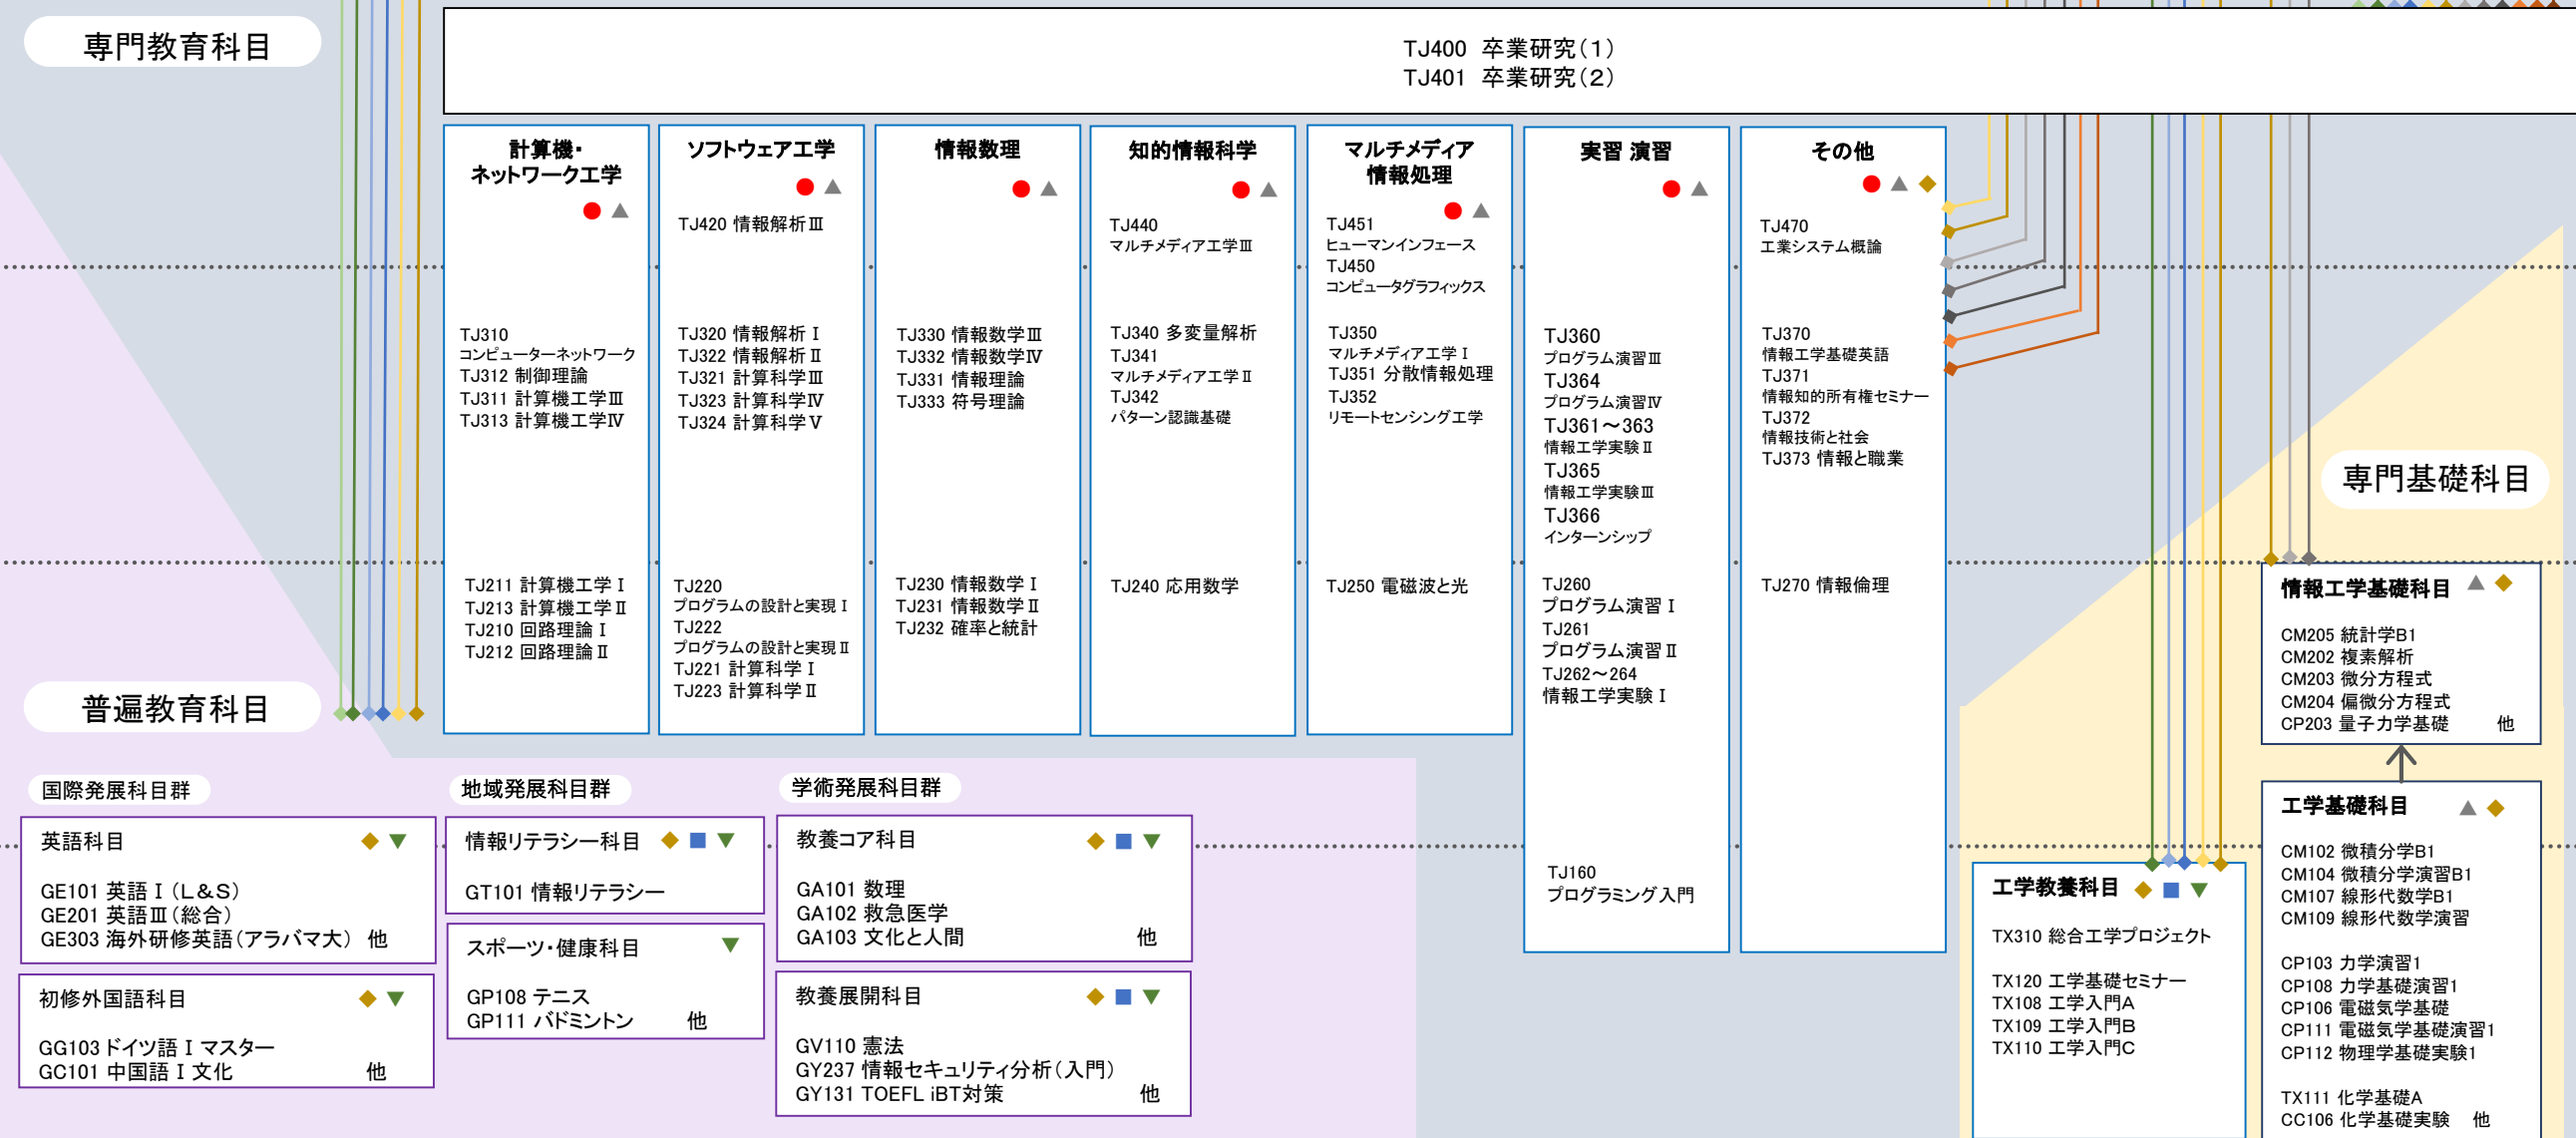 専門教育科目
TJ400 卒業研究(1)
TJ401 卒業研究(2)
計算機・
ネットワーク工学
TJ310
コンピューターネットワーク
TJ312 制御理論
TJ311 計算機工学Ⅲ
TJ313 計算機工学Ⅳ
TJ211 計算機工学Ⅰ
TJ213 計算機工学Ⅱ
TJ210 回路理論Ⅰ
TJ212 回路理論Ⅱ
ソフトウェア工学
TJ420 情報解析Ⅲ
TJ320 情報解析Ⅰ
TJ322 情報解析Ⅱ
TJ321 計算科学Ⅲ
TJ323 計算科学Ⅳ
TJ324 計算科学Ⅴ
TJ220
プログラムの設計と実現Ⅰ
TJ222
プログラムの設計と実現Ⅱ
TJ221 計算科学Ⅰ
TJ223 計算科学Ⅱ
情報数理
TJ330 情報数学Ⅲ
TJ332 情報数学Ⅳ
TJ331 情報理論
TJ333 符号理論
TJ230 情報数学Ⅰ
TJ231 情報数学Ⅱ
TJ232 確率と統計
知的情報科学
TJ440
マルチメディア工学Ⅲ
TJ340 多変量解析
TJ341
マルチメディア工学Ⅱ
TJ342
パターン認識基礎
TJ240 応用数学
マルチメディア
情報処理
TJ451
ヒューマンインフェース
TJ450
コンピュータグラフィックス
TJ350
マルチメディア工学Ⅰ
TJ351 分散情報処理
TJ352
リモートセンシング工学
TJ250 電磁波と光
実習 演習
TJ360
プログラム演習Ⅲ
TJ364
プログラム演習Ⅳ
TJ361～363
情報工学実験Ⅱ
TJ365
情報工学実験Ⅲ
TJ366
インターンシップ
TJ260
プログラム演習Ⅰ
TJ261
プログラム演習Ⅱ
TJ262～264
情報工学実験Ⅰ
TJ160
プログラミング入門
その他
TJ470
工業システム概論
TJ370
情報工学基礎英語
TJ371
情報知的所有権セミナー
TJ372
情報技術と社会
TJ373 情報と職業
TJ270 情報倫理
専門基礎科目
情報工学基礎科目
CM205 統計学B1
CM202 複素解析
CM203 微分方程式
CM204 偏微分方程式
CP203 量子力学基礎 他
工学基礎科目
CM102 微積分学B1
CM104 微積分学演習B1
CM107 線形代数学B1
CM109 線形代数学演習
CP103 力学演習1
CP108 力学基礎演習1
CP106 電磁気学基礎
CP111 電磁気学基礎演習1
CP112 物理学基礎実験1
TX111 化学基礎A
CC106 化学基礎実験 他
工学教養科目
TX310 総合工学プロジェクト
TX120 工学基礎セミナー
TX108 工学入門A
TX109 工学入門B
TX110 工学入門C
普遍教育科目
国際発展科目群
英語科目
GE101 英語Ⅰ(L&S)
GE201 英語Ⅲ(総合)
GE303 海外研修英語(アラバマ大) 他
初修外国語科目
GG103 ドイツ語Ⅰマスター
GC101 中国語Ⅰ文化 他
地域発展科目群
情報リテラシー科目
GT101 情報リテラシー
スポーツ・健康科目
GP108 テニス
GP111 バドミントン 他
学術発展科目群
教養コア科目
GA101 数理
GA102 救急医学
GA103 文化と人間 他
教養展開科目
GV110 憲法
GY237 情報セキュリティ分析(入門)
GY131 TOEFL iBT対策 他